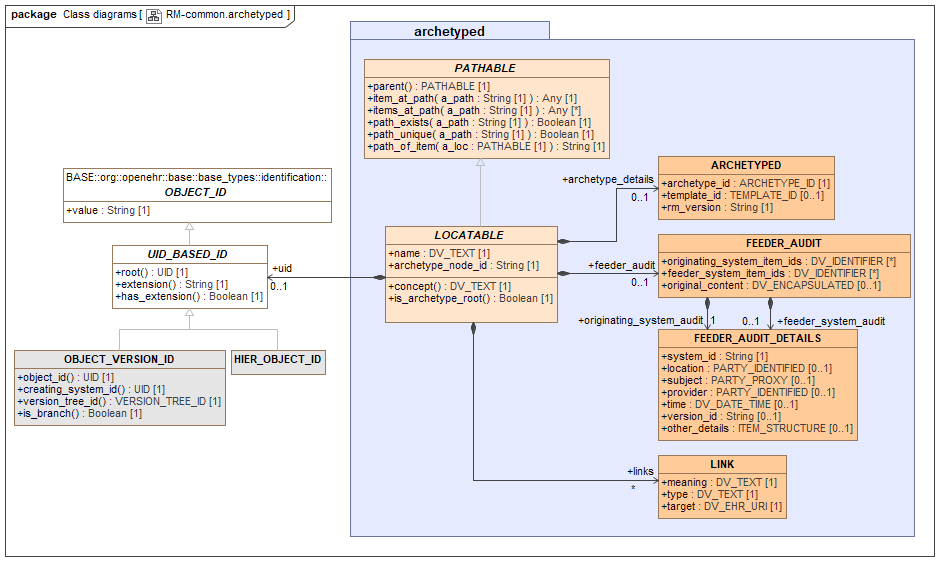 package Class diagrams [ RM-common.archetyped ]
archetyped
PATHABLE
+parent() : PATHABLE [1]
+item_at_path( a_path : String [1] ) : Any [1]
+items_at_path( a_path : String [1] ) : Any [*]
+path_exists( a_path : String [1] ) : Boolean [1]
+path_unique( a_path : String [1] ) : Boolean [1]
+path_of_item( a_loc : PATHABLE [1] ) : String [1]
BASE::org::openehr::base::base_types::identification::
OBJECT_ID
+value : String [1]
UID_BASED_ID
+root() : UID [1]
+extension() : String [1]
+has_extension() : Boolean [1]
OBJECT_VERSION_ID
+object_id() : UID [1]
+creating_system_id() : UID [1]
+version_tree_id() : VERSION_TREE_ID [1]
+is_branch() : Boolean [1]
HIER_OBJECT_ID
+uid
0..1
LOCATABLE
+name : DV_TEXT [1]
+archetype_node_id : String [1]
+concept() : DV_TEXT [1]
+is_archetype_root() : Boolean [1]
+archetype_details
0..1
ARCHETYPED
+archetype_id : ARCHETYPE_ID [1]
+template_id : TEMPLATE_ID [0..1]
+rm_version : String [1]
+feeder_audit
0..1
FEEDER_AUDIT
+originating_system_item_ids : DV_IDENTIFIER [*]
+feeder_system_item_ids : DV_IDENTIFIER [*]
+original_content : DV_ENCAPSULATED [0..1]
+originating_system_audit 1
0..1 +feeder_system_audit
FEEDER_AUDIT_DETAILS
+system_id : String [1]
+location : PARTY_IDENTIFIED [0..1]
+subject : PARTY_PROXY [0..1]
+provider : PARTY_IDENTIFIED [0..1]
+time : DV_DATE_TIME [0..1]
+version_id : String [0..1]
+other_details : ITEM_STRUCTURE [0..1]
+links
*
LINK
+meaning : DV_TEXT [1]
+type : DV_TEXT [1]
+target : DV_EHR_URI [1]